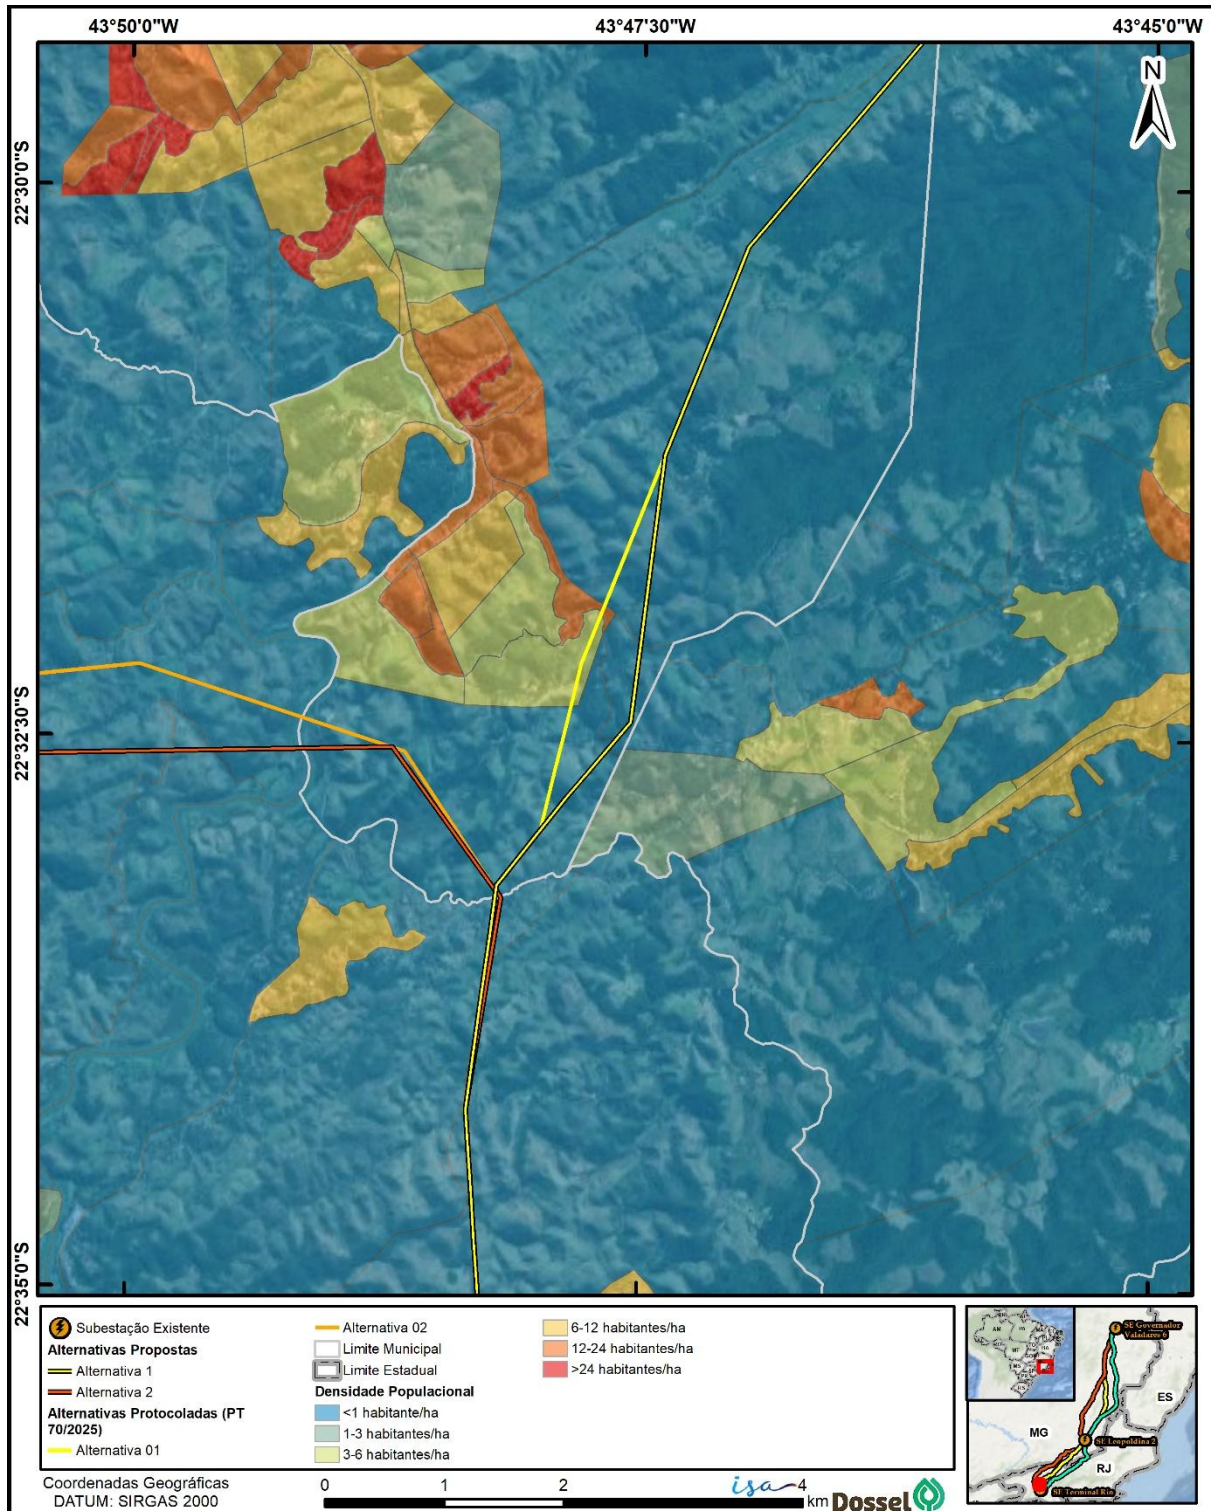 43°50'0"W
43°47'30"W
43°45'0"W
N
22°30'0"S
22°32'30"S
22°35'0"S
Subestação Existente
Alternativas Propostas
Alternativa 1
Alternativa 2
Alternativas Protocoladas (PT
70/2025)
Alternativa 01
Alternativa 02
Limite Municipal
Limite Estadual
Densidade Populacional
<1 habitante/ha
1-3 habitantes/ha
3-6 habitantes/ha
6-12 habitantes/ha
12-24 habitantes/ha
>24 habitantes/ha
SE Governador
Valadares 6
ES
MG
SE Leopoldina 2
RJ
SE Terminal Rio
Coordenadas Geográficas
DATUM: SIRGAS 2000
0 1 2 4
km
isa
Dossel